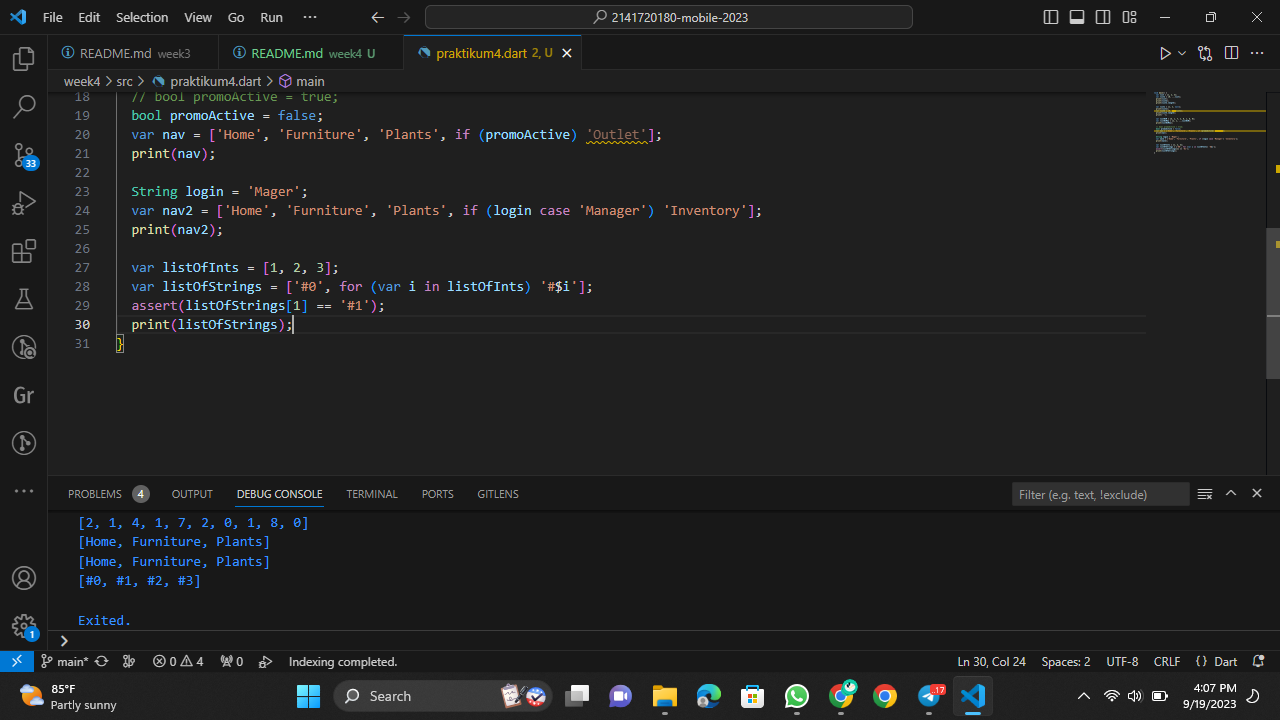 File Edit Selection View Go Run ···
2141720180-mobile-2023
README.md week3
README.md week4 U
praktikum4.dart 2, U
week4 > src > praktikum4.dart > main
18 // bool promoActive = true;
19 bool promoActive = false;
20 var nav = ['Home', 'Furniture', 'Plants', if (promoActive) 'Outlet'];
21 print(nav);
22
23 String login = 'Mager';
24 var nav2 = ['Home', 'Furniture', 'Plants', if (login case 'Manager') 'Inventory'];
25 print(nav2);
26
27 var listOfInts = [1, 2, 3];
28 var listOfStrings = ['#0', for (var i in listOfInts) '#$i'];
29 assert(listOfStrings[1] == '#1');
30 print(listOfStrings);
31 }
33
Gr
1
PROBLEMS 4 OUTPUT DEBUG CONSOLE TERMINAL PORTS GITLENS
Filter (e.g. text, !exclude)
[2, 1, 4, 1, 7, 2, 0, 1, 8, 0]
[Home, Furniture, Plants]
[Home, Furniture, Plants]
[#0, #1, #2, #3]
Exited.
>
main* 0 4 0 Indexing completed.
Ln 30, Col 24 Spaces: 2 UTF-8 CRLF {} Dart
85°F
Partly sunny
Search
..17
4:07 PM
9/19/2023